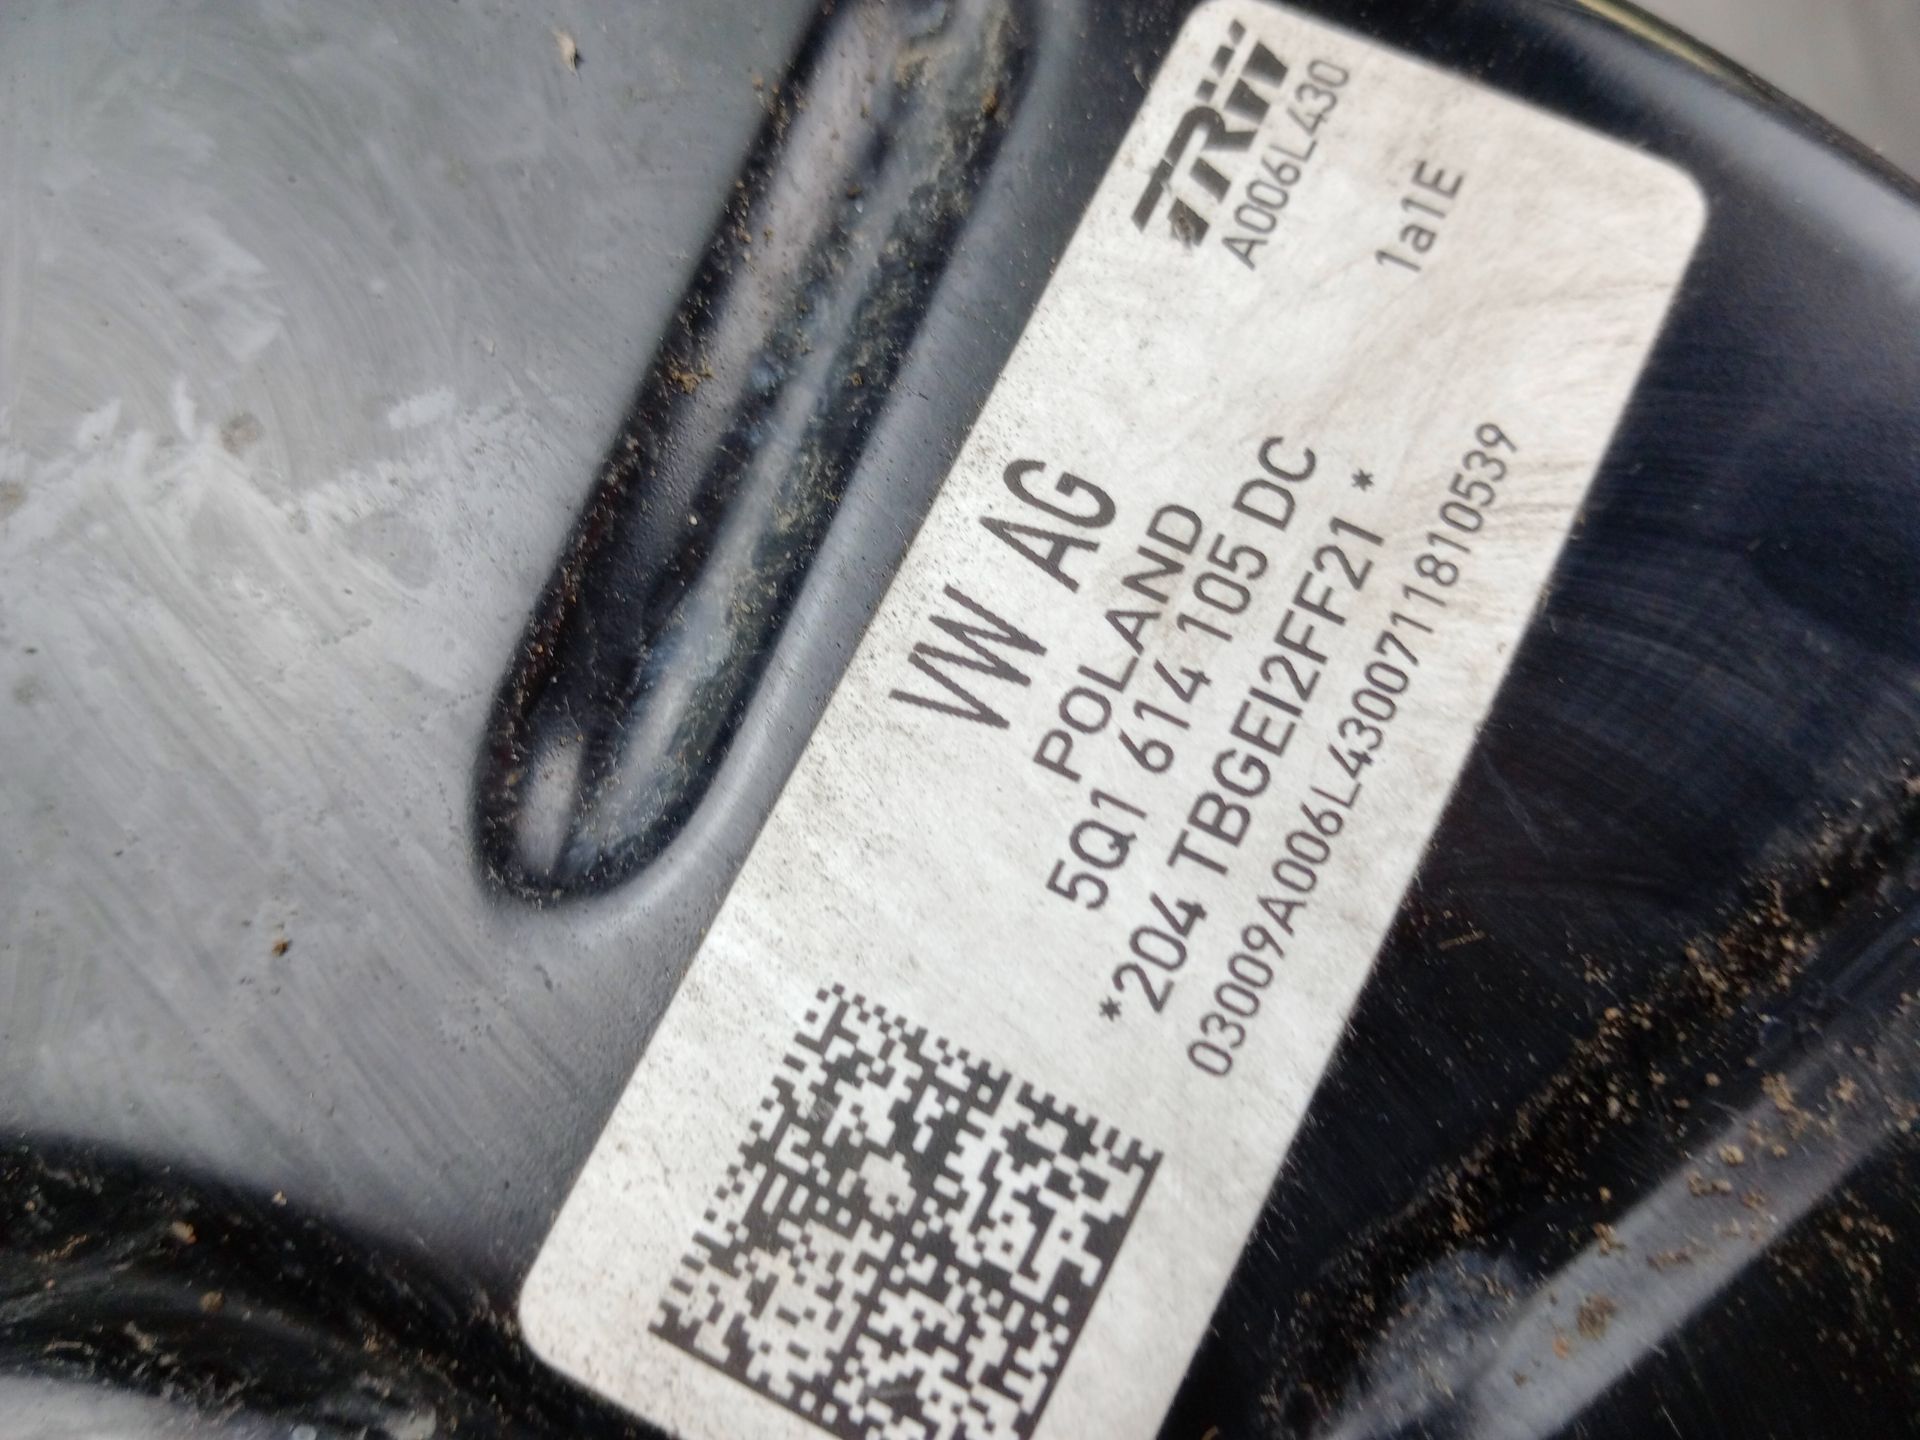 TRW
A006L430
1a1E
VW AG
POLAND
5Q1 614 105 DC
*204 TBGEI2FF21 *
03009A006L4300711810539